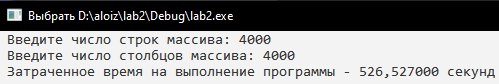 Выбрать D:\aloiz\lab2\Debug\lab2.exe
Введите число строк массива: 4000
Введите число столбцов массива: 4000
Затраченное время на выполнение программы - 526,527000 секунд